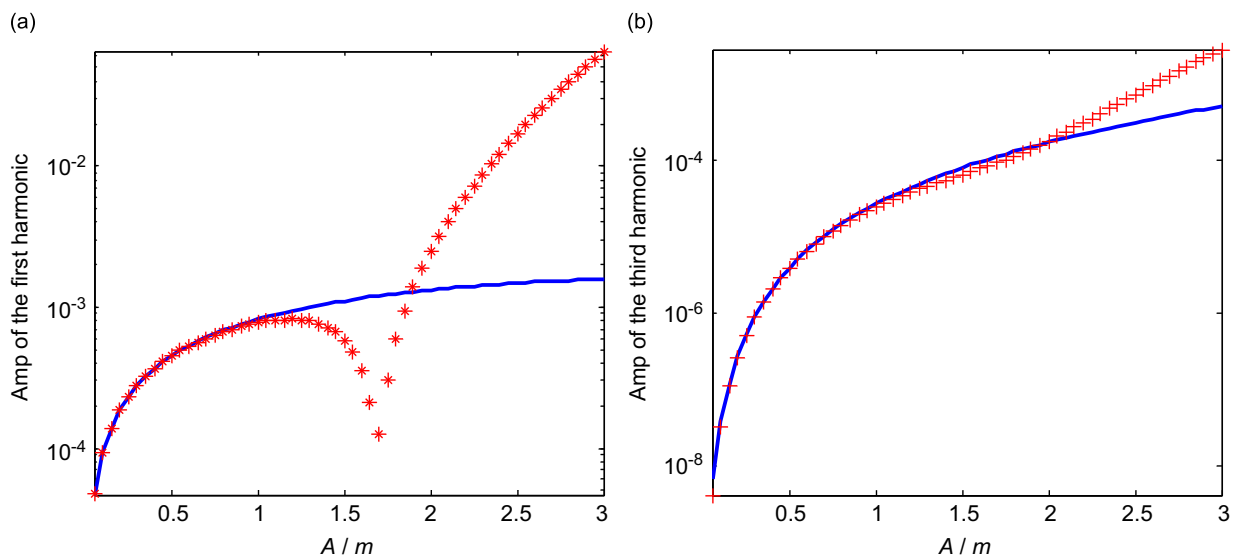 (a)
Amp of the first harmonic
10^-2
10^-3
10^-4
0.5 1 1.5 2 2.5 3
A / m
(b)
Amp of the third harmonic
10^-4
10^-6
10^-8
0.5 1 1.5 2 2.5 3
A / m